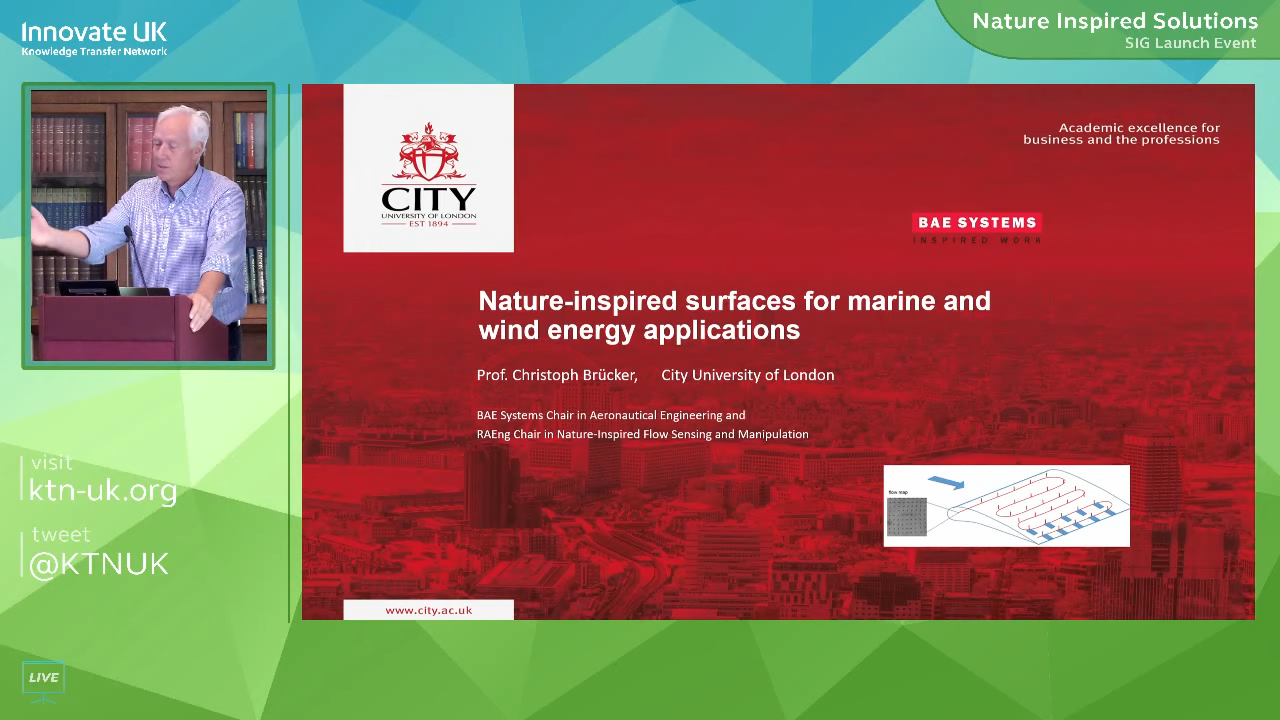 Innovate UK
Knowledge Transfer Network
Nature Inspired Solutions
SIG Launch Event
CITY
UNIVERSITY OF LONDON
EST 1894
Academic excellence for
business and the professions
BAE SYSTEMS
INSPIRED WORK
Nature-inspired surfaces for marine and
wind energy applications
Prof. Christoph Brücker, City University of London
BAE Systems Chair in Aeronautical Engineering and
RAEng Chair in Nature-Inspired Flow Sensing and Manipulation
flow map
visit
ktn-uk.org
tweet
@KTNUK
www.city.ac.uk
LIVE